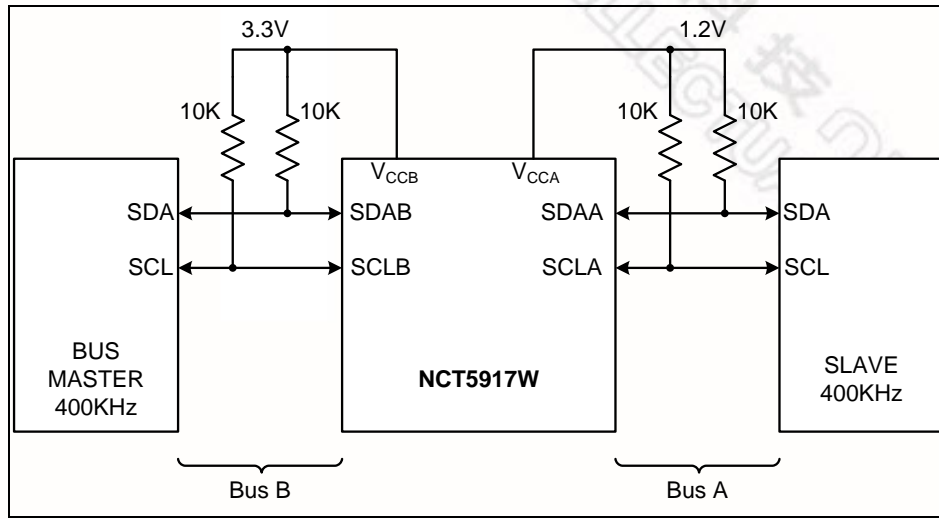 3.3V 1.2V
10K 10K 10K 10K
VCCB VCCA
SDA SDAB SDAA SDA
SCL SCLB SCLA SCL
BUS
MASTER
400KHz
NCT5917W
SLAVE
400KHz
Bus B Bus A